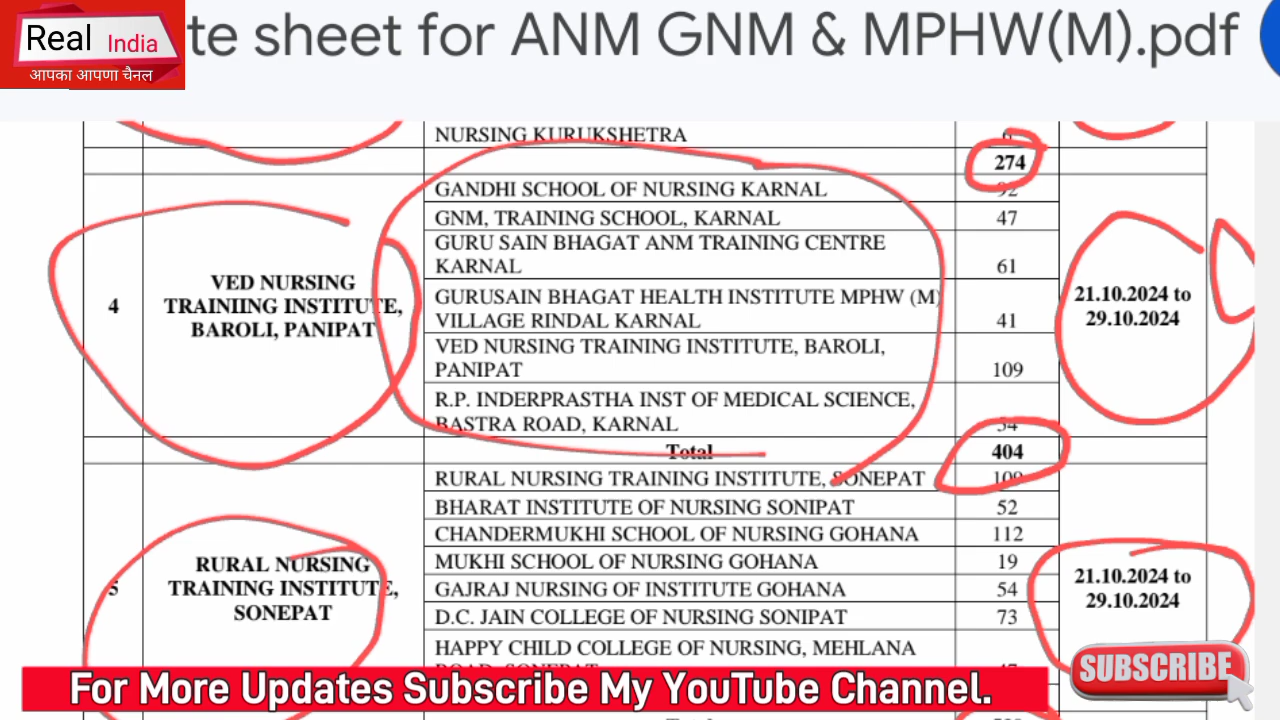 Real India
आपका आपणा चैनल
te sheet for ANM GNM & MPHW(M).pdf
NURSING KURUKSHETRA
274
GANDHI SCHOOL OF NURSING KARNAL 92
GNM, TRAINING SCHOOL, KARNAL 47
GURU SAIN BHAGAT ANM TRAINING CENTRE
KARNAL 61
4
VED NURSING
TRAINIING INSTITUTE,
BAROLI, PANIPAT
GURUSAIN BHAGAT HEALTH INSTITUTE MPHW (M)
VILLAGE RINDAL KARNAL 41
VED NURSING TRAINING INSTITUTE, BAROLI,
PANIPAT 109
R.P. INDERPRASTHA INST OF MEDICAL SCIENCE,
BASTRA ROAD, KARNAL 54
21.10.2024 to
29.10.2024
Total 404
RURAL NURSING TRAINING INSTITUTE, SONEPAT 109
BHARAT INSTITUTE OF NURSING SONIPAT 52
CHANDERMUKHI SCHOOL OF NURSING GOHANA 112
5
RURAL NURSING
TRAINING INSTITUTE,
SONEPAT
MUKHI SCHOOL OF NURSING GOHANA 19
GAJRAJ NURSING OF INSTITUTE GOHANA 54
D.C. JAIN COLLEGE OF NURSING SONIPAT 73
HAPPY CHILD COLLEGE OF NURSING, MEHLANA
21.10.2024 to
29.10.2024
SUBSCRIBE
For More Updates Subscribe My YouTube Channel.